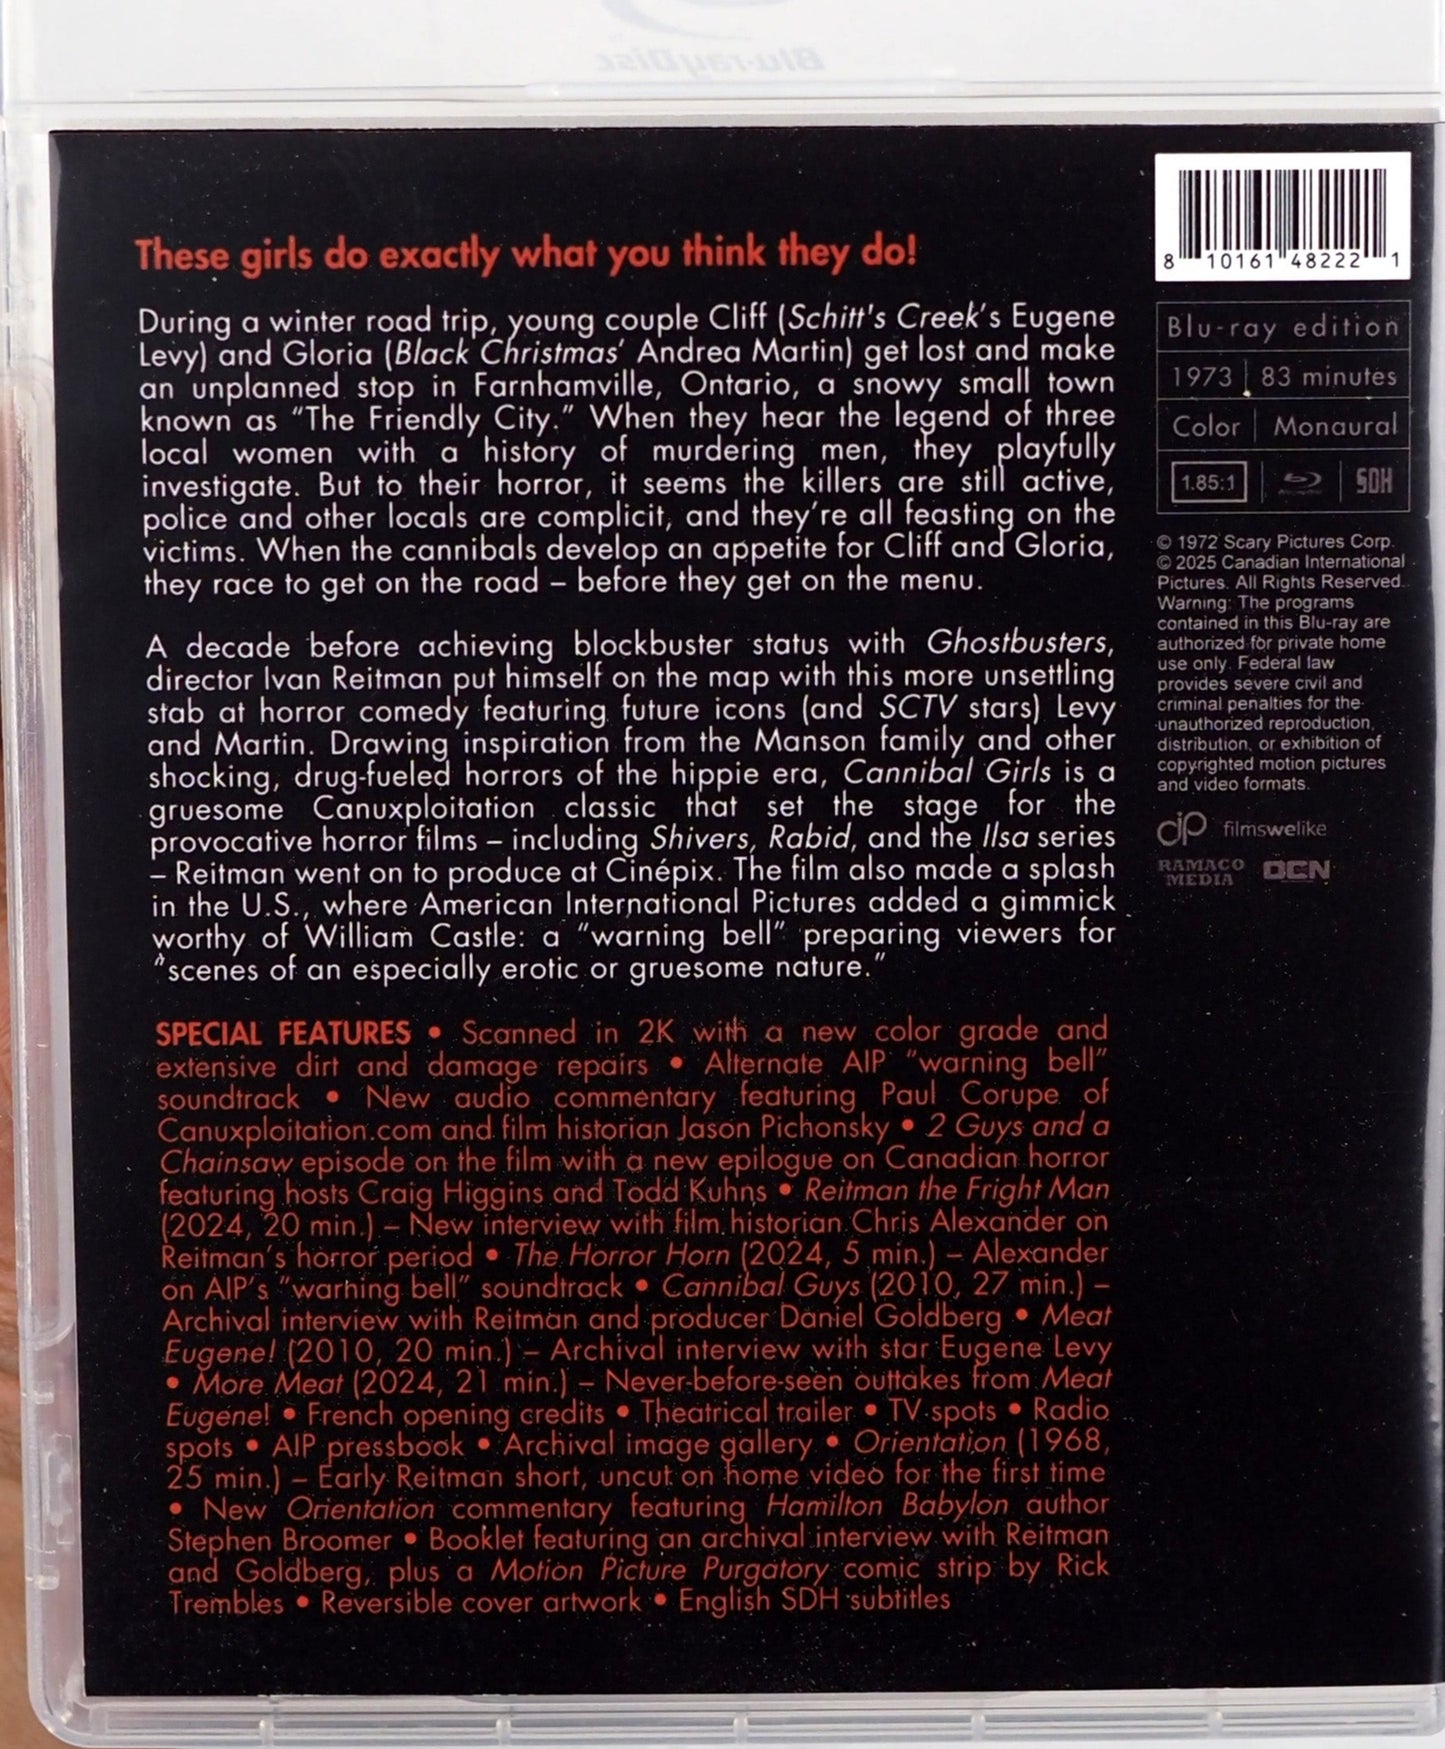 Blu-ray Disc
These girls do exactly what you think they do!
During a winter road trip, young couple Cliff (Schitt's Creek's Eugene
Levy) and Gloria (Black Christmas' Andrea Martin) get lost and make
an unplanned stop in Farnhamville, Ontario, a snowy small town
known as “The Friendly City.” When they hear the legend of three
local women with a history of murdering men, they playfully
investigate. But to their horror, it seems the killers are still active,
police and other locals are complicit, and they’re all feasting on the
victims. When the cannibals develop an appetite for Cliff and Gloria,
they race to get on the road – before they get on the menu.
A decade before achieving blockbuster status with Ghostbusters,
director Ivan Reitman put himself on the map with this more unsettling
stab at horror comedy featuring future icons (and SCTV stars) Levy
and Martin. Drawing inspiration from the Manson family and other
shocking, drug-fueled horrors of the hippie era, Cannibal Girls is a
gruesome Canuxploitation classic that set the stage for the
provocative horror films – including Shivers, Rabid, and the Ilsa series
– Reitman went on to produce at Cinépix. The film also made a splash
in the U.S., where American International Pictures added a gimmick
worthy of William Castle: a “warning bell” preparing viewers for
“scenes of an especially erotic or gruesome nature.”
SPECIAL FEATURES • Scanned in 2K with a new color grade and
extensive dirt and damage repairs • Alternate AIP “warning bell”
soundtrack • New audio commentary featuring Paul Corupe of
Canuxploitation.com and film historian Jason Pichonsky • 2 Guys and a
Chainsaw episode on the film with a new epilogue on Canadian horror
featuring hosts Craig Higgins and Todd Kuhns • Reitman the Fright Man
(2024, 20 min.) – New interview with film historian Chris Alexander on
Reitman’s horror period • The Horror Horn (2024, 5 min.) – Alexander
on AIP’s “warning bell” soundtrack • Cannibal Guys (2010, 27 min.) –
Archival interview with Reitman and producer Daniel Goldberg • Meat
Eugene! (2010, 20 min.) – Archival interview with star Eugene Levy
• More Meat (2024, 21 min.) – Never-before-seen outtakes from Meat
Eugene! • French opening credits • Theatrical trailer • TV spots • Radio
spots • AIP pressbook • Archival image gallery • Orientation (1968,
25 min.) – Early Reitman short, uncut on home video for the first time
• New Orientation commentary featuring Hamilton Babylon author
Stephen Broomer • Booklet featuring an archival interview with Reitman
and Goldberg, plus a Motion Picture Purgatory comic strip by Rick
Trembles • Reversible cover artwork • English SDH subtitles
8 10161 48222 1
Blu-ray edition
1973 | 83 minutes
Color | Monaural
1.85:1 SDH
© 1972 Scary Pictures Corp.
© 2025 Canadian International
Pictures. All Rights Reserved.
Warning: The programs
contained in this Blu-ray are
authorized for private home
use only. Federal law
provides severe civil and
criminal penalties for the
unauthorized reproduction,
distribution, or exhibition of
copyrighted motion pictures
and video formats.
cip filmswelike
RAMACO
MEDIA OCN